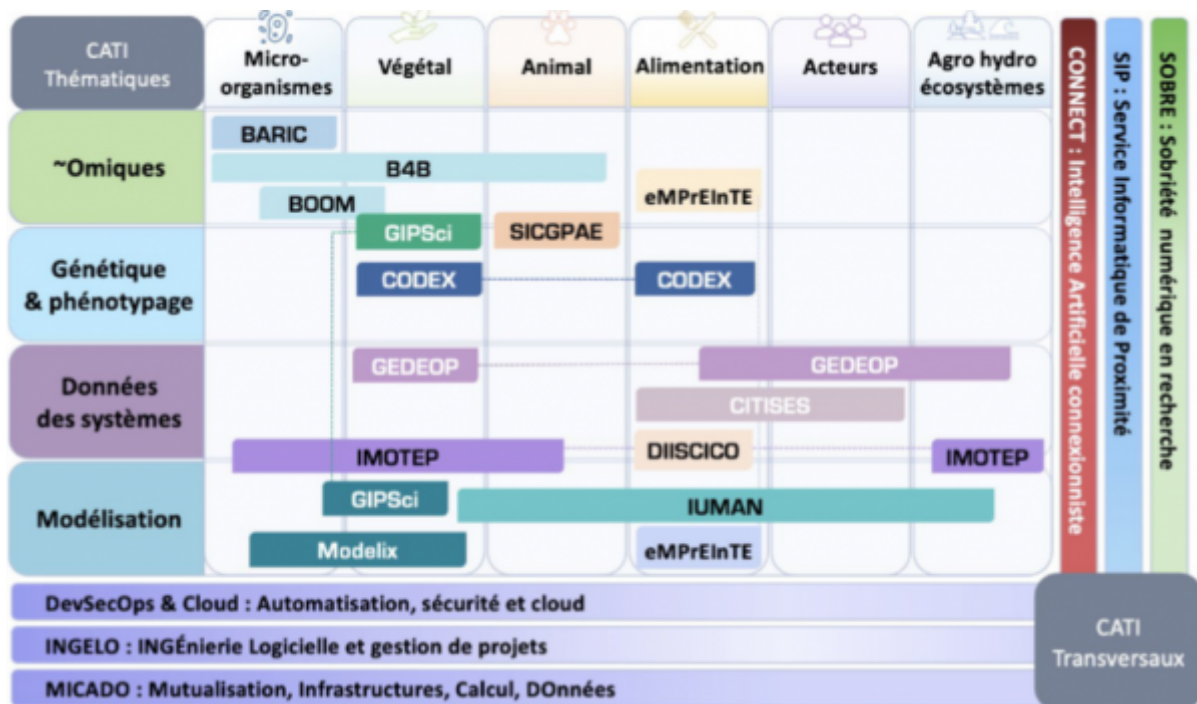 CATI
Thématiques
Micro-
organismes
Végétal
Animal
Alimentation
Acteurs
Agro hydro
écosystèmes
~Omiques
BARIC
B4B
BOOM
eMPrEInTE
GIPSci
SICGPAE
Génétique
& phénotypage
CODEX
CODEX
Données
des systèmes
GEDEOP
GEDEOP
CITISES
IMOTEP
DIISCICO
IMOTEP
Modélisation
GIPSci
IUMAN
Modelix
eMPrEInTE
CONNECT : Intelligence Artificielle connexionniste
SIP : Service Informatique de Proximité
SOBRE : Sobriété numérique en recherche
DevSecOps & Cloud : Automatisation, sécurité et cloud
INGELO : INGÉnierie Logicielle et gestion de projets
MICADO : Mutualisation, Infrastructures, Calcul, DOnnées
CATI
Transversaux